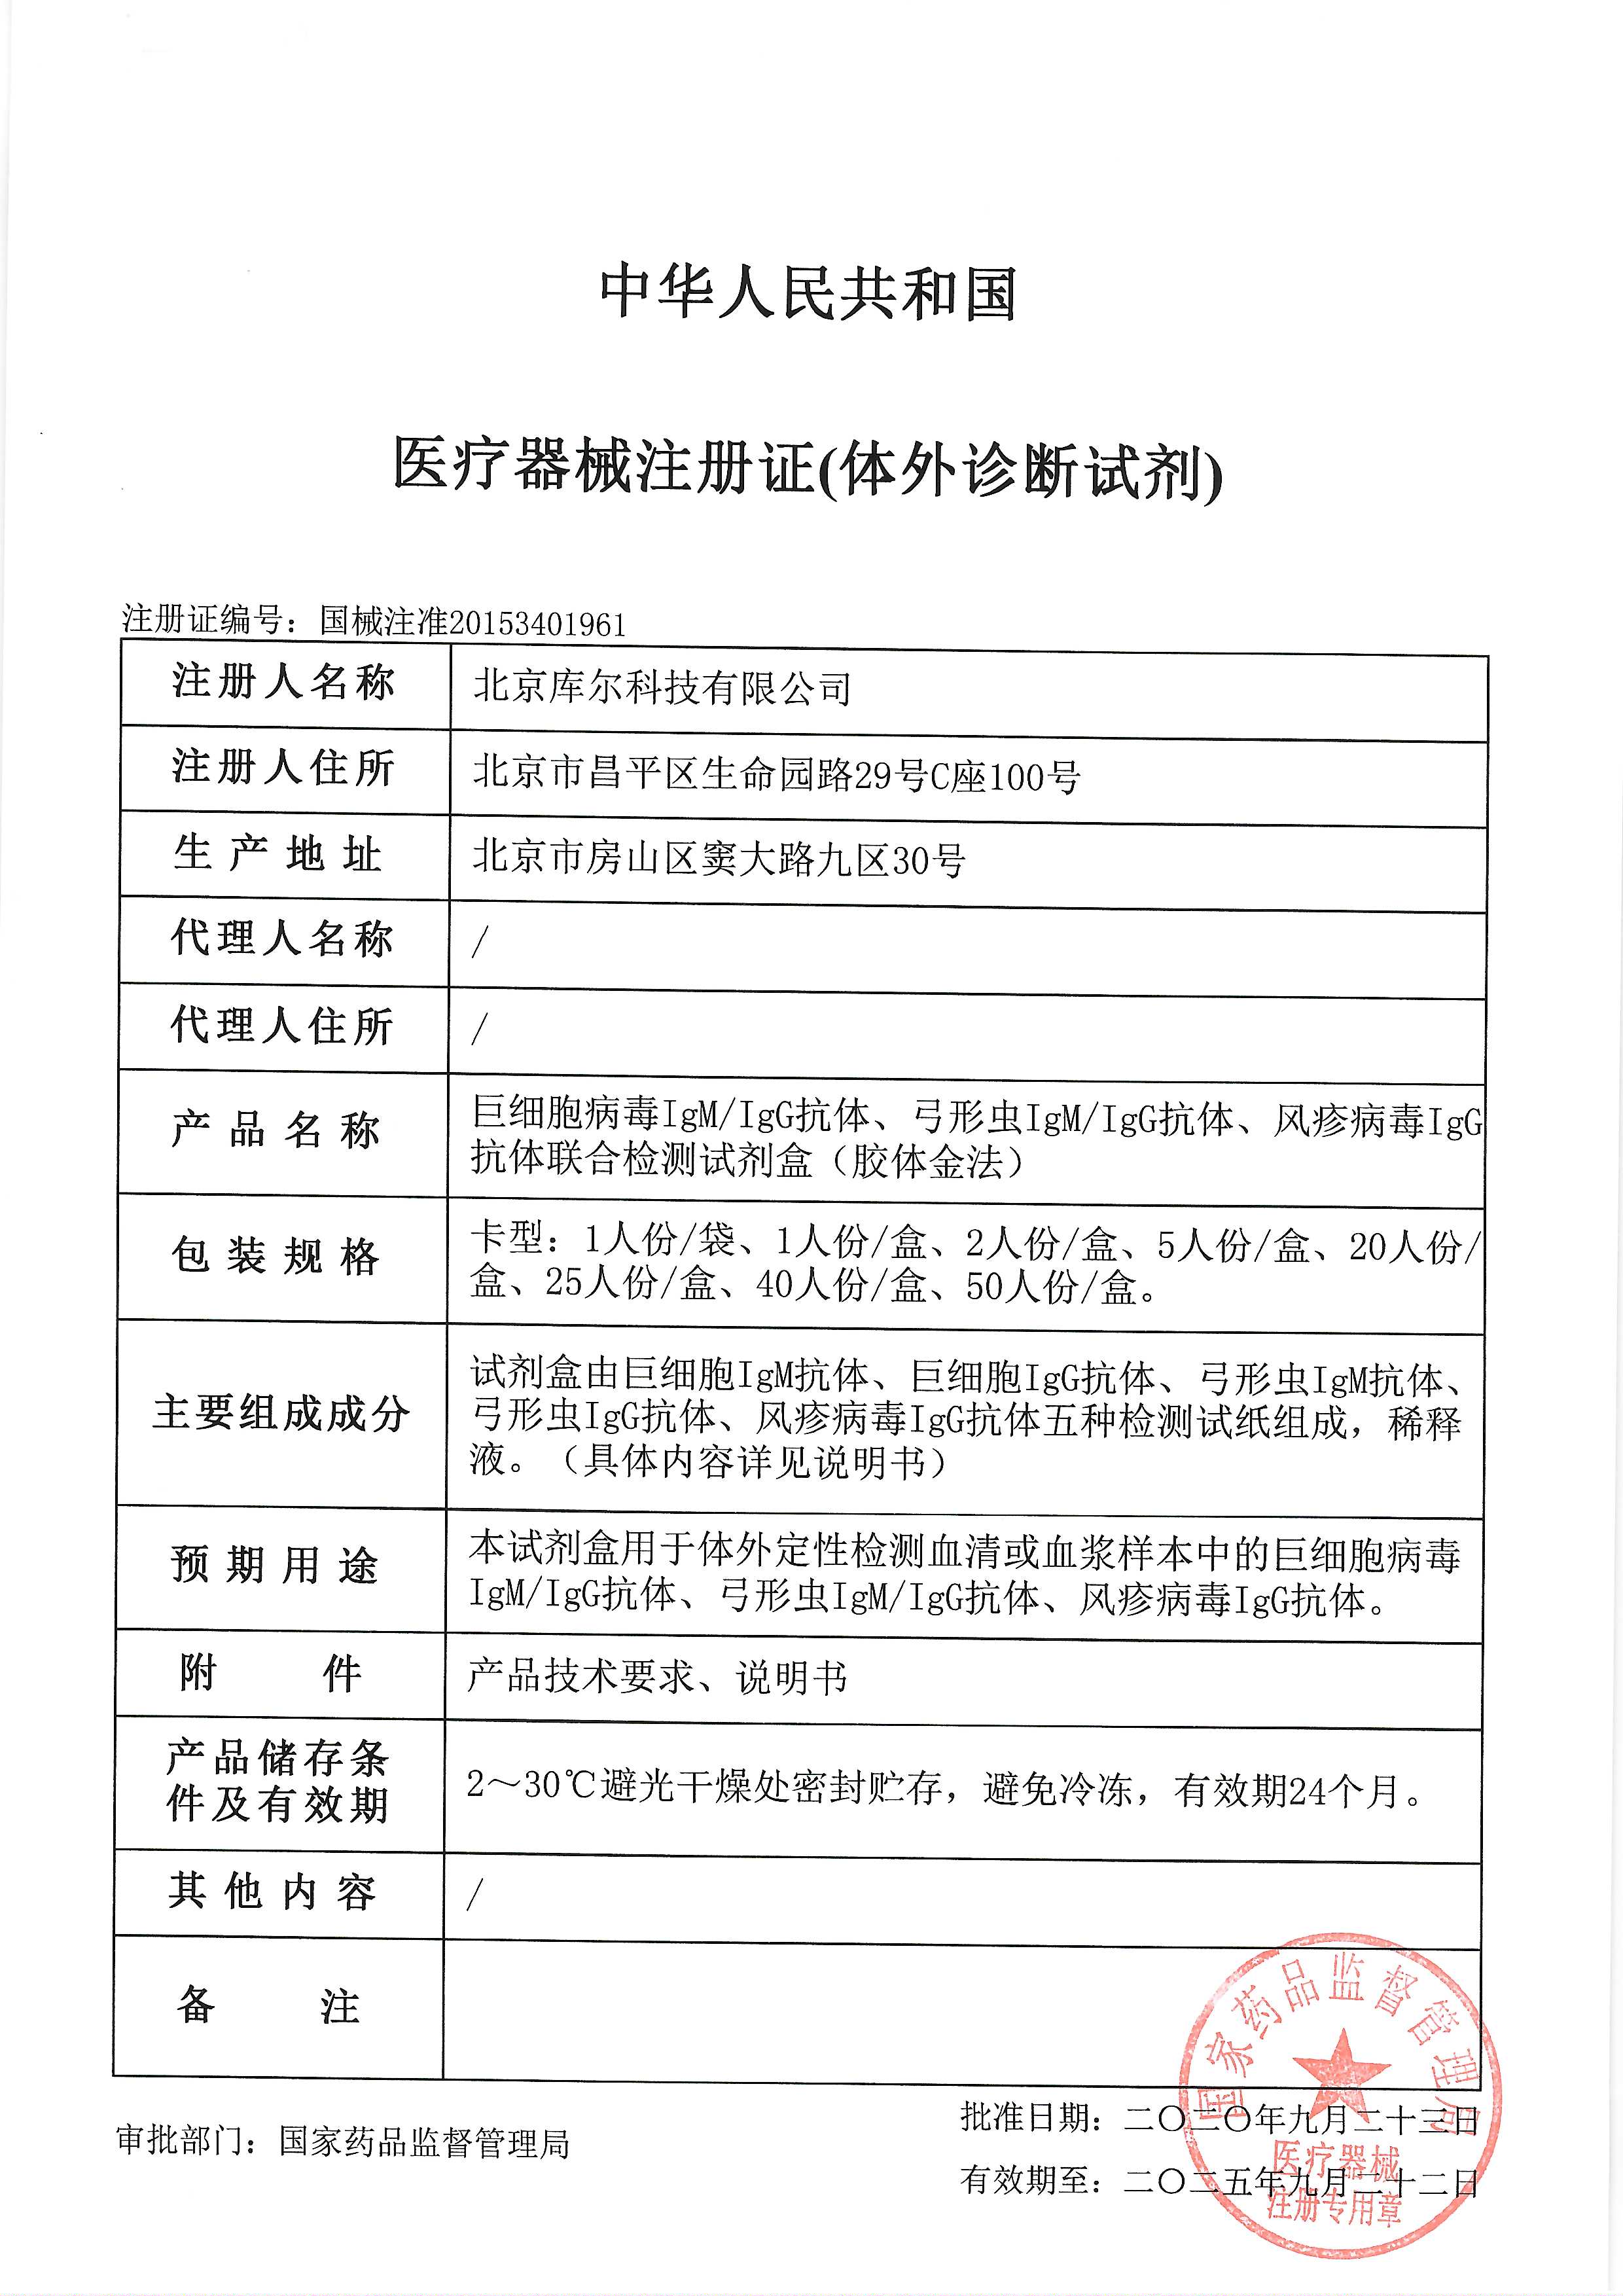 中华人民共和国
医疗器械注册证(体外诊断试剂)
注册证编号：国械注准20153401961
注册人名称
北京库尔科技有限公司
注册人住所
北京市昌平区生命园路29号C座100号
生产地址
北京市房山区窦大路九区30号
代理人名称
/
代理人住所
/
产品名称
巨细胞病毒IgM/IgG抗体、弓形虫IgM/IgG抗体、风疹病毒IgG
抗体联合检测试剂盒（胶体金法）
包装规格
卡型：1人份/袋、1人份/盒、2人份/盒、5人份/盒、20人份/
盒、25人份/盒、40人份/盒、50人份/盒。
主要组成成分
试剂盒由巨细胞IgM抗体、巨细胞IgG抗体、弓形虫IgM抗体、
弓形虫IgG抗体、风疹病毒IgG抗体五种检测试纸组成，稀释
液。（具体内容详见说明书）
预期用途
本试剂盒用于体外定性检测血清或血浆样本中的巨细胞病毒
IgM/IgG抗体、弓形虫IgM/IgG抗体、风疹病毒IgG抗体。
附件
产品技术要求、说明书
产品储存条
件及有效期
2～30℃避光干燥处密封贮存，避免冷冻，有效期24个月。
其他内容
/
备注
审批部门：国家药品监督管理局
批准日期：二〇二〇年九月二十三日
有效期至：二〇二五年九月二十二日
国家药品监督管理局
医疗器械
注册专用章